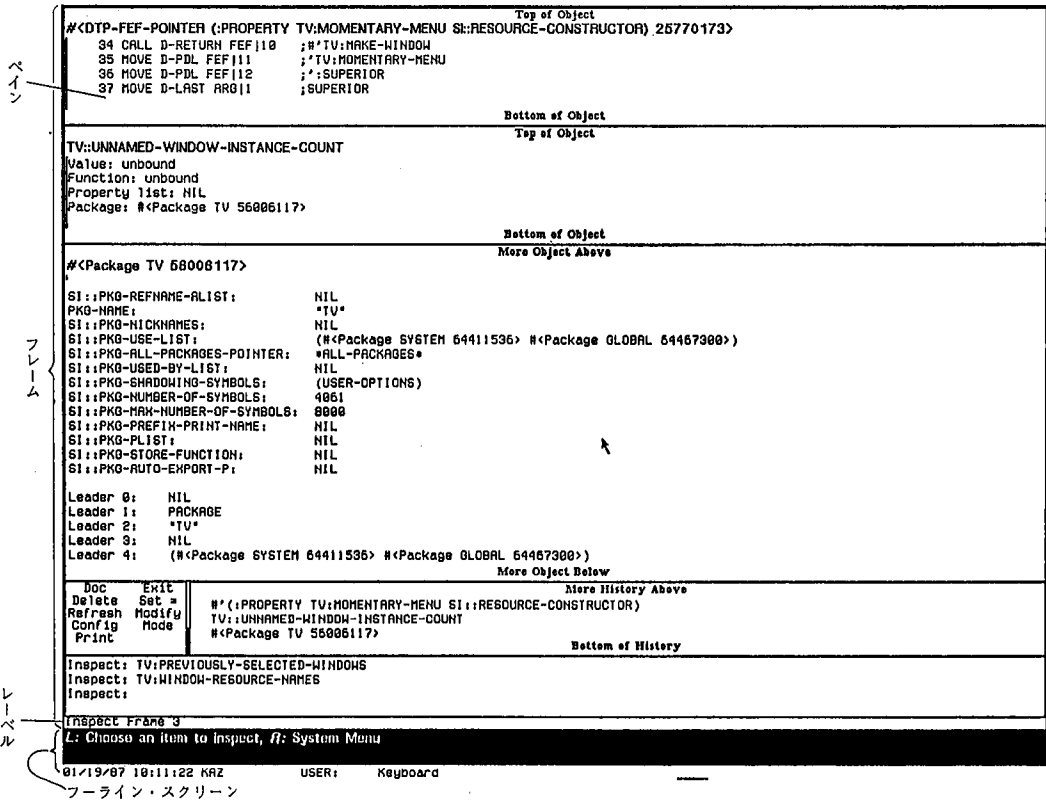 Top of Object
#<DTP-FEF-POINTER (:PROPERTY TV:MOMENTARY-MENU SI::RESOURCE-CONSTRUCTOR) 25770173>
34 CALL D-RETURN FEF|10 ;#'TV:MAKE-WINDOW
35 MOVE D-PDL FEF|11 ;'TV:MOMENTARY-MENU
36 MOVE D-PDL FEF|12 ;':SUPERIOR
37 MOVE D-LAST ARG|1 ;SUPERIOR
ペイン
Bottom of Object
Top of Object
TV::UNNAMED-WINDOW-INSTANCE-COUNT
Value: unbound
Function: unbound
Property list: NIL
Package: #<Package TV 56006117>
Bottom of Object
More Object Above
#<Package TV 56006117>
SI::PKG-REFNAME-ALIST: NIL
PKG-NAME: "TV"
SI::PKG-NICKNAMES: NIL
SI::PKG-USE-LIST: (#<Package SYSTEM 64411536> #<Package GLOBAL 64467300>)
SI::PKG-ALL-PACKAGES-POINTER: *ALL-PACKAGES*
SI::PKG-USED-BY-LIST: NIL
SI::PKG-SHADOWING-SYMBOLS: (USER-OPTIONS)
SI::PKG-NUMBER-OF-SYMBOLS: 4061
SI::PKG-MAX-NUMBER-OF-SYMBOLS: 8000
SI::PKG-PREFIX-PRINT-NAME: NIL
SI::PKG-PLIST: NIL
SI::PKG-STORE-FUNCTION: NIL
SI::PKG-AUTO-EXPORT-P: NIL
フレーム
Leader 0: NIL
Leader 1: PACKAGE
Leader 2: "TV"
Leader 3: NIL
Leader 4: (#<Package SYSTEM 64411536> #<Package GLOBAL 64467300>)
More Object Below
Doc Exit
Delete Set =
Refresh Modify
Config Mode
Print
More History Above
#'(:PROPERTY TV:MOMENTARY-MENU SI::RESOURCE-CONSTRUCTOR)
TV::UNNAMED-WINDOW-INSTANCE-COUNT
#<Package TV 56006117>
Bottom of History
Inspect: TV:PREVIOUSLY-SELECTED-WINDOWS
Inspect: TV:WINDOW-RESOURCE-NAMES
Inspect:
レーベル
Inspect Frame 3
L: Choose an item to inspect, R: System Menu
01/19/87 10:11:22 KAZ USER: Keyboard
フーライン・スクリーン